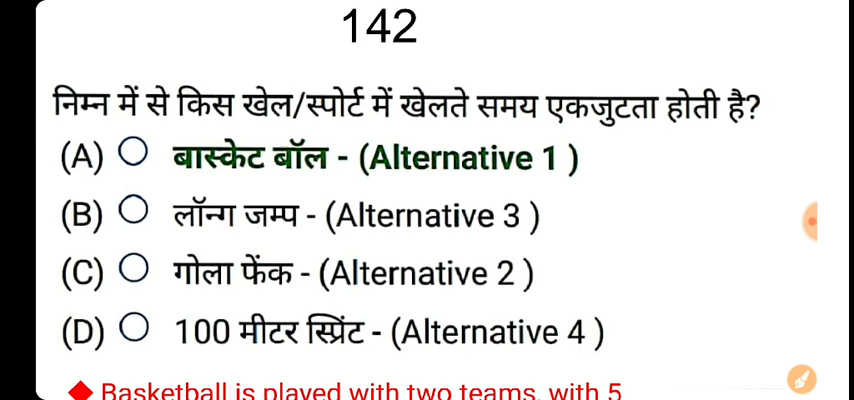 142
निम्न में से किस खेल/स्पोर्ट में खेलते समय एकजुटता होती है?
(A) बास्केट बॉल - (Alternative 1 )
(B) लॉन्ग जम्प - (Alternative 3 )
(C) गोला फेंक - (Alternative 2 )
(D) 100 मीटर स्प्रिंट - (Alternative 4 )
Basketball is played with two teams, with 5